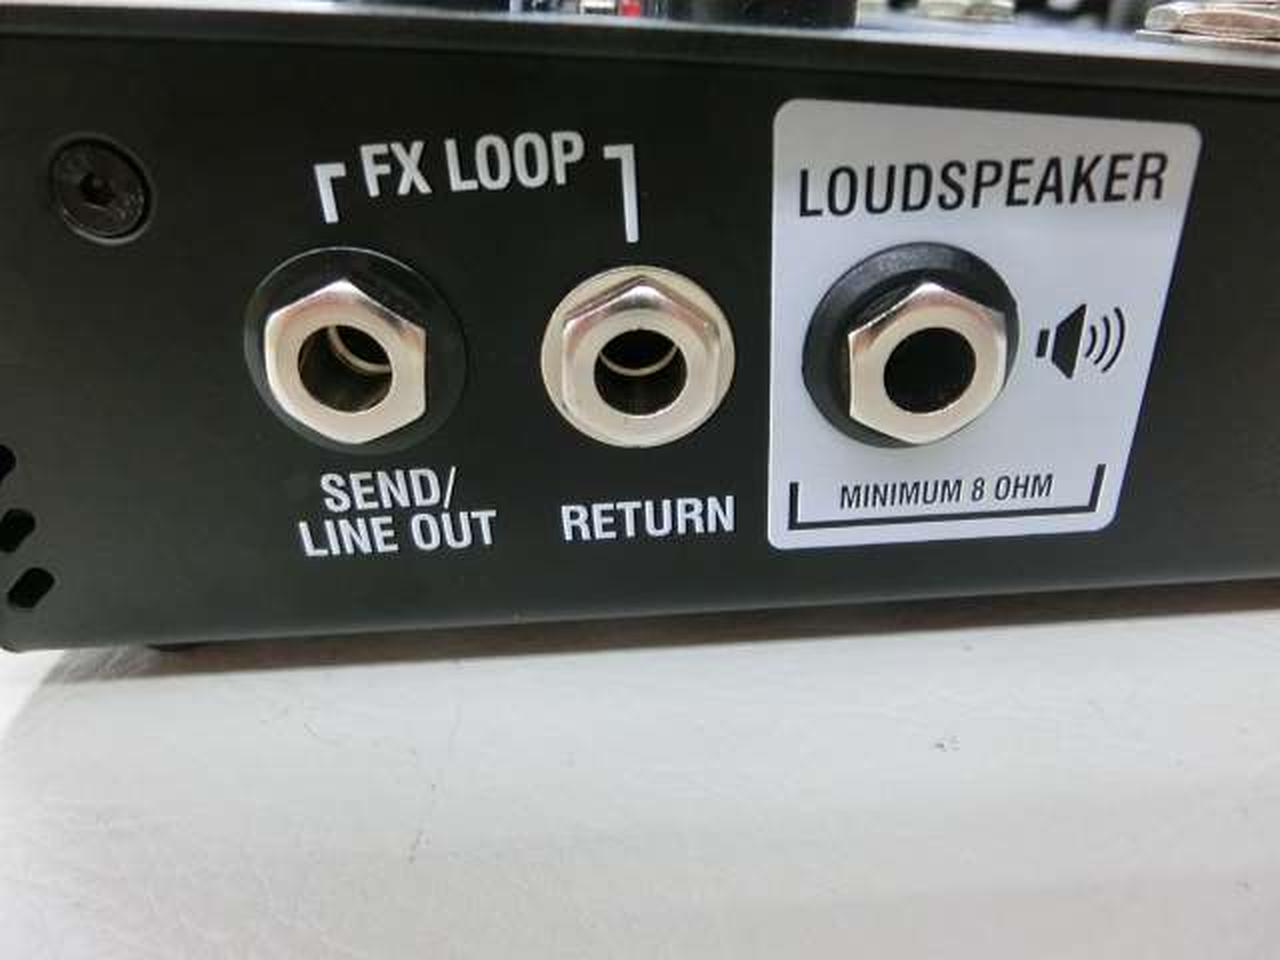 FX LOOP
SEND/
LINE OUT
RETURN
LOUDSPEAKER
MINIMUM 8 OHM